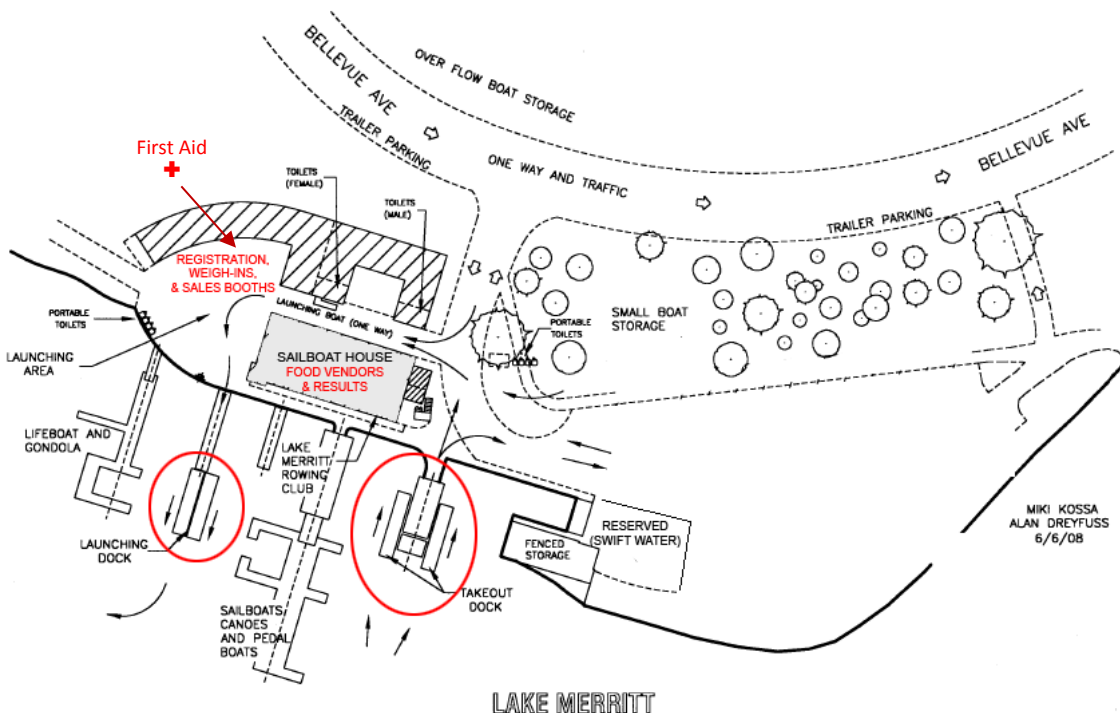 BELLEVUE AVE
OVER FLOW BOAT STORAGE
TRAILER PARKING
BELLEVUE AVE
ONE WAY AND TRAFFIC
TRAILER PARKING
First Aid
TOILETS
(FEMALE)
TOILETS
(MALE)
REGISTRATION,
WEIGH-INS,
& SALES BOOTHS
LAUNCHING BOAT (ONE WAY)
PORTABLE
TOILETS
SMALL BOAT
STORAGE
PORTABLE
TOILETS
LAUNCHING
AREA
SAILBOAT HOUSE
FOOD VENDORS
& RESULTS
LIFEBOAT AND
GONDOLA
LAKE
MERRITT
ROWING
CLUB
LAUNCHING
DOCK
RESERVED
(SWIFT WATER)
FENCED
STORAGE
MIKI KOSSA
ALAN DREYFUSS
6/6/08
TAKEOUT
DOCK
SAILBOATS,
CANOES
AND PEDAL
BOATS
LAKE MERRITT